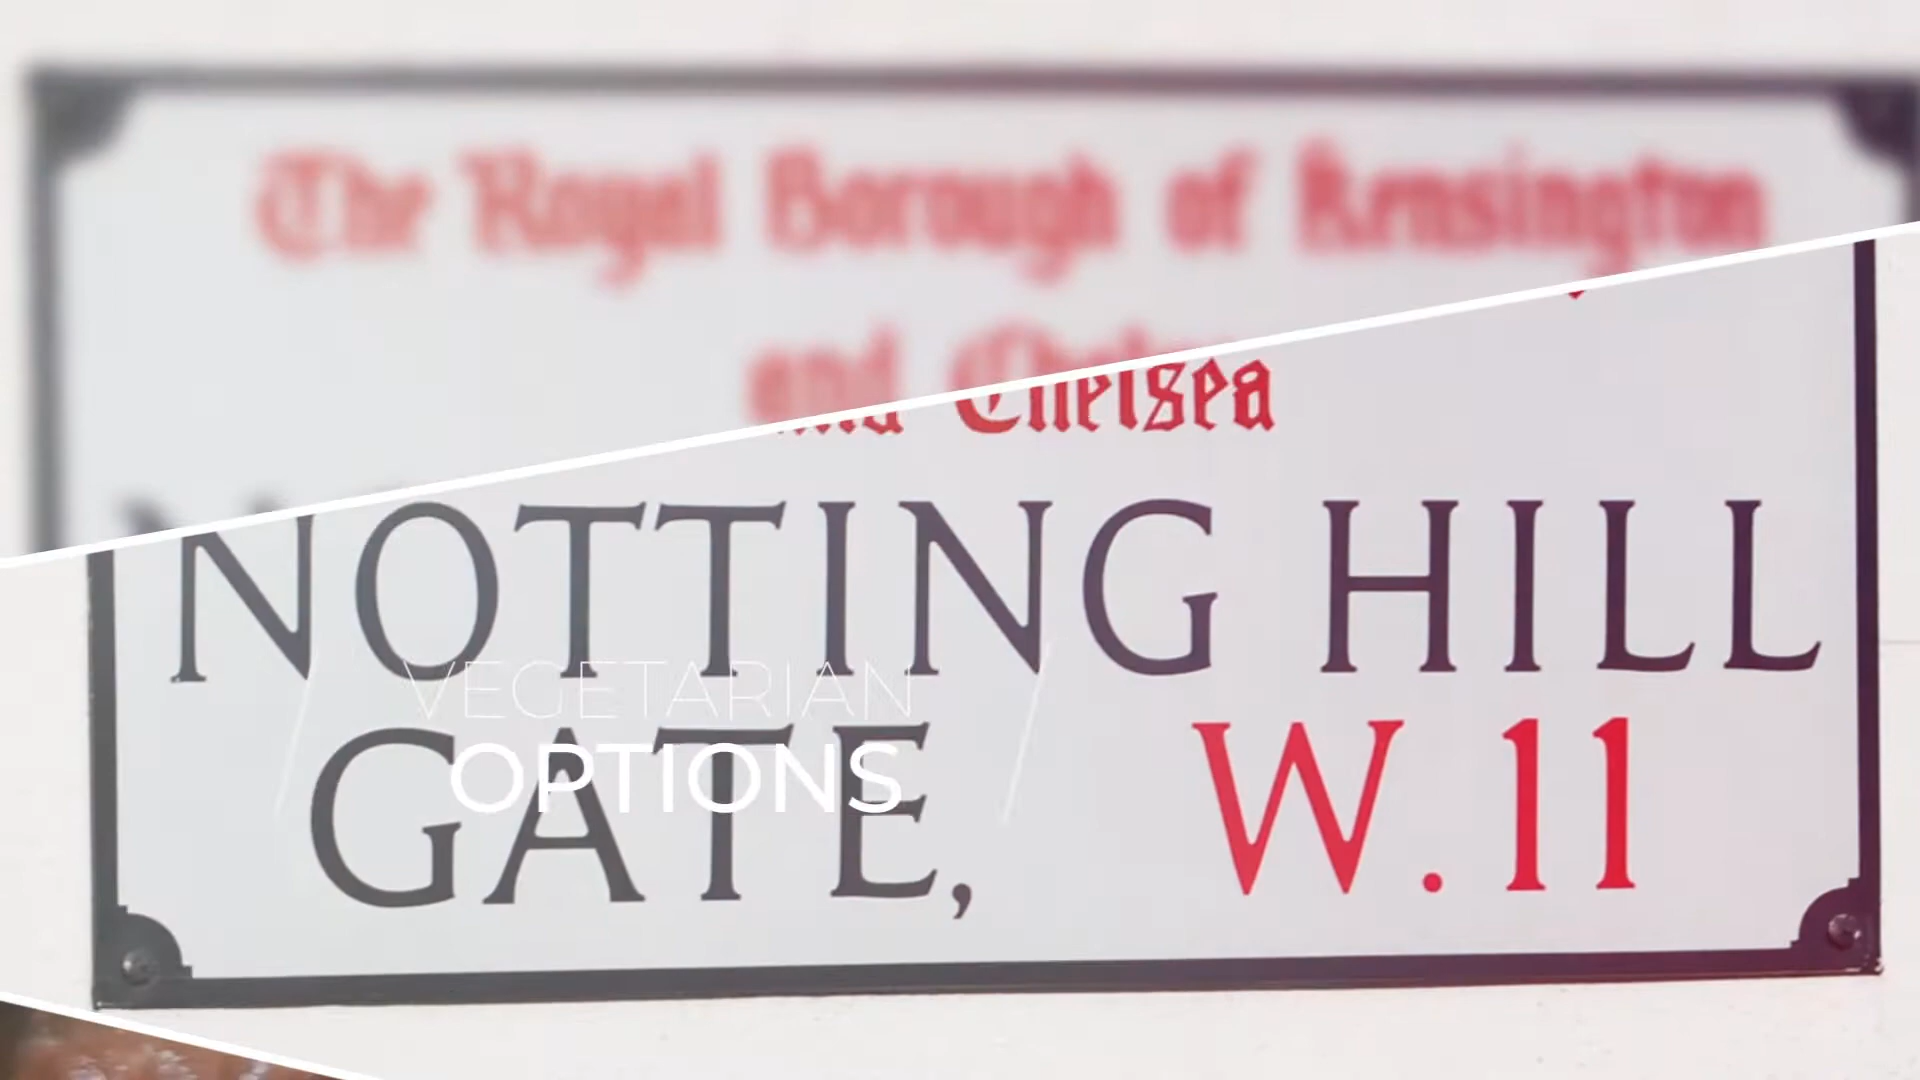 The Royal Borough of Kensington
and Chelsea
NOTTING HILL
VEGETARIAN
OPTIONS
GATE, W.11